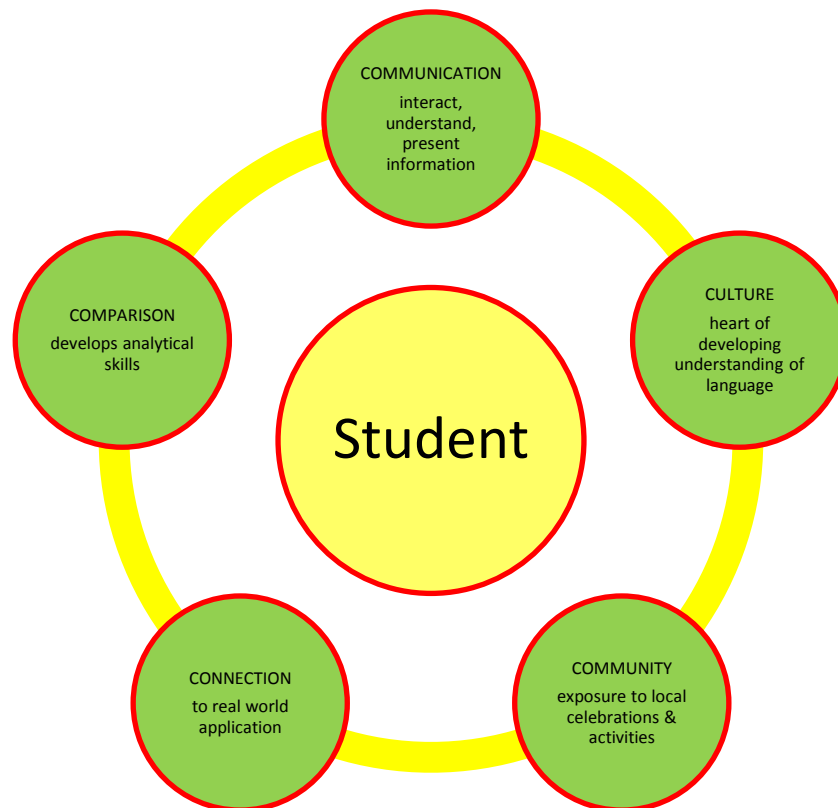 COMMUNICATION
interact,
understand,
present
information
CULTURE
heart of
developing
understanding of
language
COMMUNITY
exposure to local
celebrations &
activities
CONNECTION
to real world
application
COMPARISON
develops analytical
skills
Student